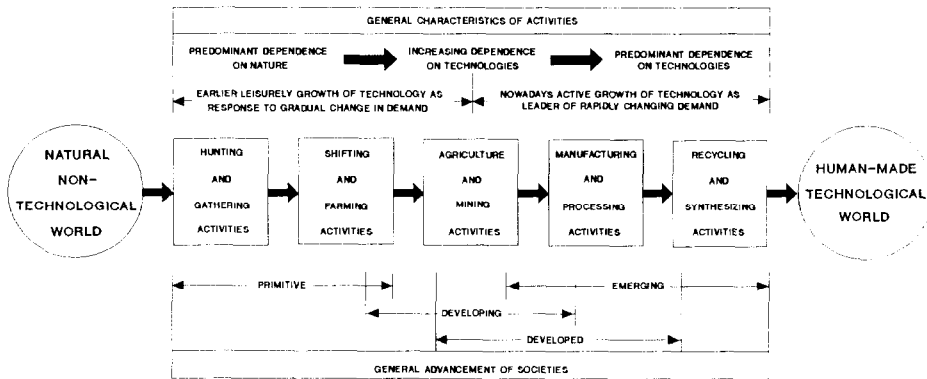 GENERAL CHARACTERISTICS OF ACTIVITIES
PREDOMINANT DEPENDENCE
ON NATURE
INCREASING DEPENDENCE
ON TECHNOLOGIES
PREDOMINANT DEPENDENCE
ON TECHNOLOGIES
EARLIER LEISURELY GROWTH OF TECHNOLOGY AS
RESPONSE TO GRADUAL CHANGE IN DEMAND
NOWADAYS ACTIVE GROWTH OF TECHNOLOGY AS
LEADER OF RAPIDLY CHANGING DEMAND
NATURAL
NON-
TECHNOLOGICAL
WORLD
HUNTING
AND
GATHERING
ACTIVITIES
SHIFTING
AND
FARMING
ACTIVITIES
AGRICULTURE
AND
MINING
ACTIVITIES
MANUFACTURING
AND
PROCESSING
ACTIVITIES
RECYCLING
AND
SYNTHESIZING
ACTIVITIES
HUMAN-MADE
TECHNOLOGICAL
WORLD
PRIMITIVE
EMERGING
DEVELOPING
DEVELOPED
GENERAL ADVANCEMENT OF SOCIETIES